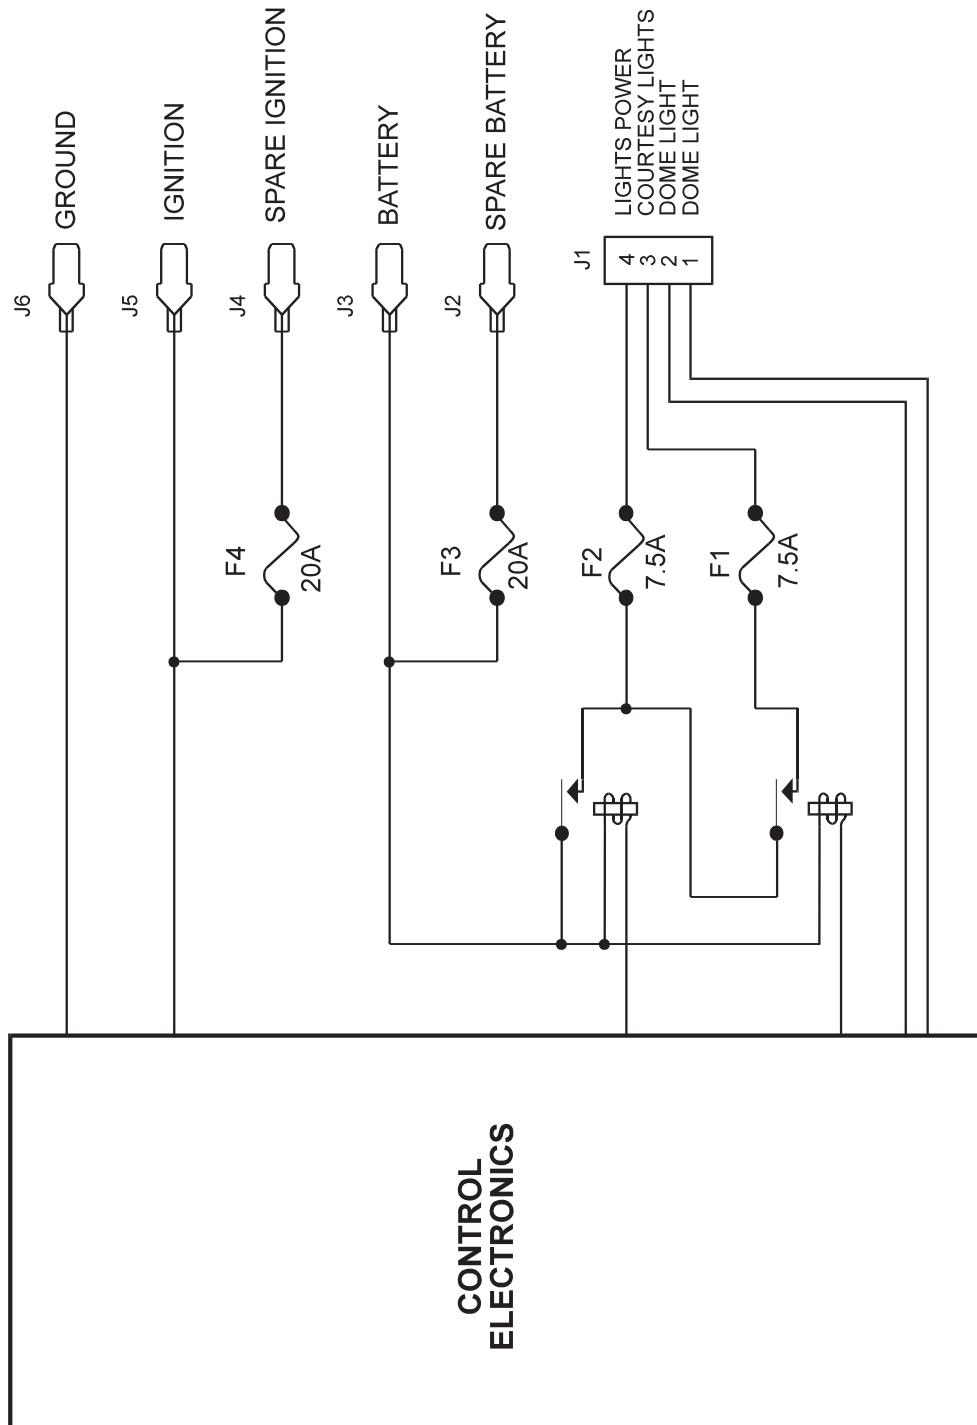 J6
GROUND
J5
IGNITION
J4
SPARE IGNITION
J3
BATTERY
J2
SPARE BATTERY
J1
4
LIGHTS POWER
3
COURTESY LIGHTS
2
DOME LIGHT
1
DOME LIGHT
F4
20A
F3
20A
F2
7.5A
F1
7.5A
CONTROL
ELECTRONICS